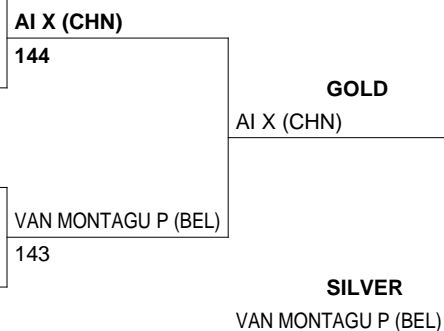 AI X (CHN)
144
GOLD
AI X (CHN)
VAN MONTAGU P (BEL)
143
SILVER
VAN MONTAGU P (BEL)